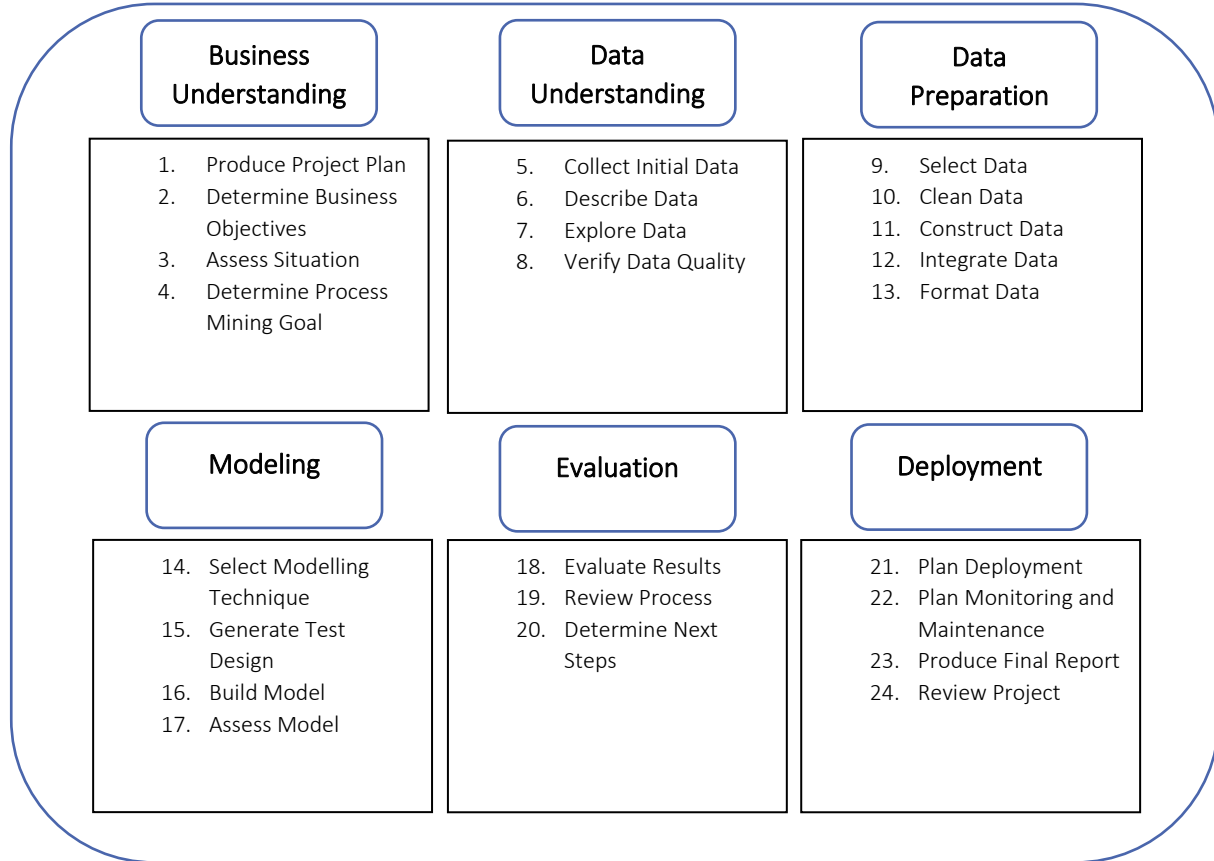 Business
Understanding
1. Produce Project Plan
2. Determine Business
Objectives
3. Assess Situation
4. Determine Process
Mining Goal
Data
Understanding
5. Collect Initial Data
6. Describe Data
7. Explore Data
8. Verify Data Quality
Data
Preparation
9. Select Data
10. Clean Data
11. Construct Data
12. Integrate Data
13. Format Data
Modeling
14. Select Modelling
Technique
15. Generate Test
Design
16. Build Model
17. Assess Model
Evaluation
18. Evaluate Results
19. Review Process
20. Determine Next
Steps
Deployment
21. Plan Deployment
22. Plan Monitoring and
Maintenance
23. Produce Final Report
24. Review Project